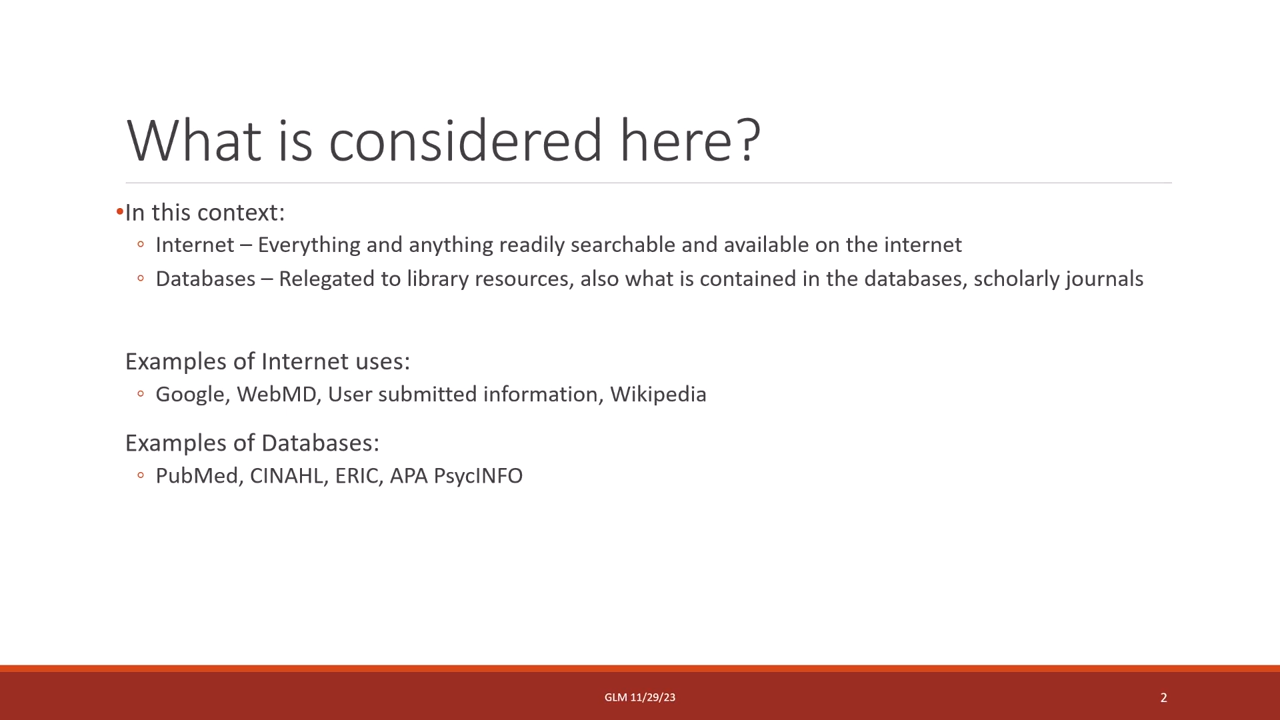 What is considered here?
•In this context:
◦ Internet – Everything and anything readily searchable and available on the internet
◦ Databases – Relegated to library resources, also what is contained in the databases, scholarly journals
Examples of Internet uses:
◦ Google, WebMD, User submitted information, Wikipedia
Examples of Databases:
◦ PubMed, CINAHL, ERIC, APA PsycINFO
GLM 11/29/23
2